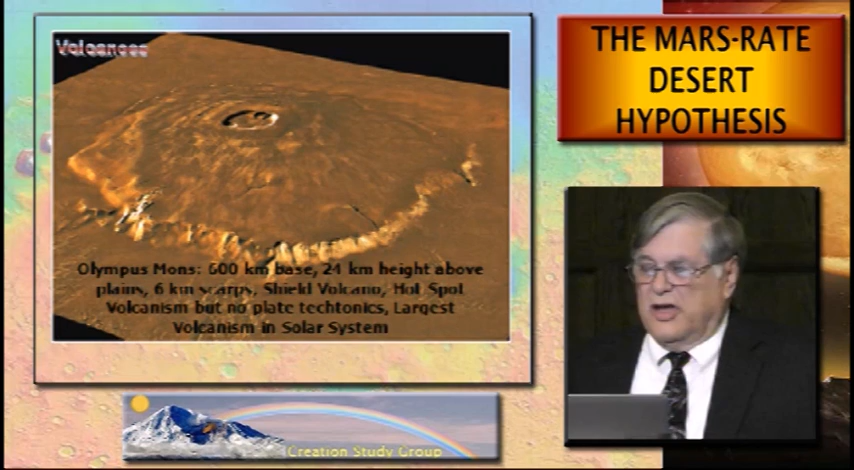 Volcanoes
THE MARS-RATE
DESERT
HYPOTHESIS
Olympus Mons: 600 km base, 24 km height above
plains, 6 km scarps, Shield Volcano, Hot Spot
Volcanism but no plate techtonics, Largest
Volcanism in Solar System
Creation Study Group